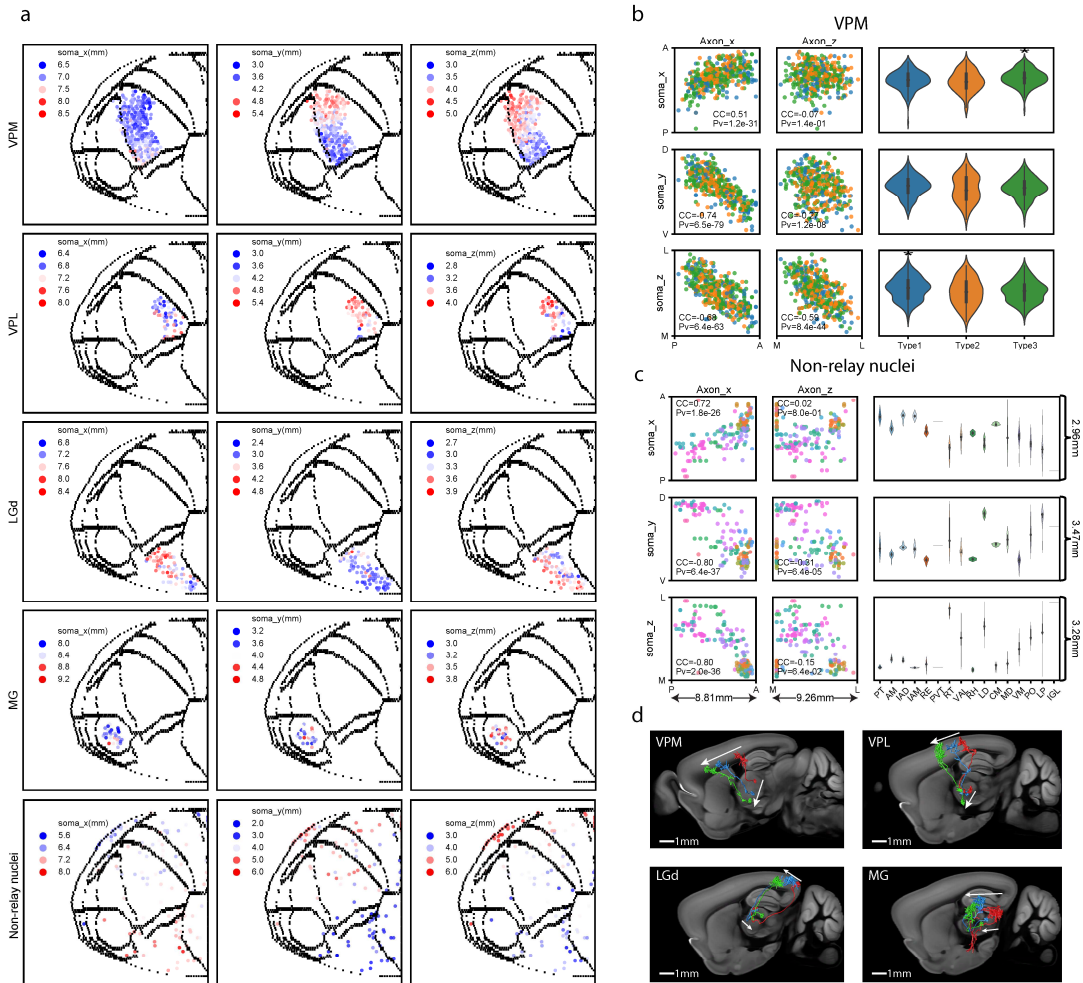 a
VPM
soma_x(mm)
6.5
7.0
7.5
8.0
8.5
soma_y(mm)
3.0
3.6
4.2
4.8
5.4
soma_z(mm)
3.0
3.5
4.0
4.5
5.0
VPL
soma_x(mm)
6.4
6.8
7.2
7.6
8.0
soma_y(mm)
3.0
3.6
4.2
4.8
5.4
soma_z(mm)
2.8
3.2
3.6
4.0
LGd
soma_x(mm)
6.8
7.2
7.6
8.0
8.4
soma_y(mm)
2.4
3.0
3.6
4.2
4.8
soma_z(mm)
2.7
3.0
3.3
3.6
3.9
MG
soma_x(mm)
8.0
8.4
8.8
9.2
soma_y(mm)
3.2
3.6
4.0
4.4
4.8
soma_z(mm)
3.0
3.2
3.5
3.8
Non-relay nuclei
soma_x(mm)
5.6
6.4
7.2
8.0
soma_y(mm)
2.0
3.0
4.0
5.0
6.0
soma_z(mm)
3.0
4.0
5.0
6.0
b
VPM
Axon_x
Axon_z
soma_x
A
P
CC=0.51
Pv=1.2e-31
CC=-0.07
Pv=1.4e-01
*
soma_y
D
V
CC=-0.74
Pv=6.5e-79
CC=-0.27
Pv=1.2e-08
soma_z
L
M
CC=-0.68
Pv=6.4e-63
CC=-0.59
Pv=8.4e-44
*
P
A
M
L
Type1
Type2
Type3
c
Non-relay nuclei
Axon_x
Axon_z
soma_x
A
P
CC=0.72
Pv=1.8e-26
CC=0.02
Pv=8.0e-01
2.96mm
soma_y
D
V
CC=-0.80
Pv=6.4e-37
CC=-0.31
Pv=6.4e-05
3.47mm
soma_z
L
M
CC=-0.80
Pv=2.0e-36
CC=-0.15
Pv=6.4e-02
3.28mm
P
A
M
L
8.81mm
9.26mm
PT
AM
IAD
IAM
RE
PVT
RT
VAL
RH
LD
CM
MD
VM
PO
LP
IGL
d
VPM
1mm
VPL
1mm
LGd
1mm
MG
1mm